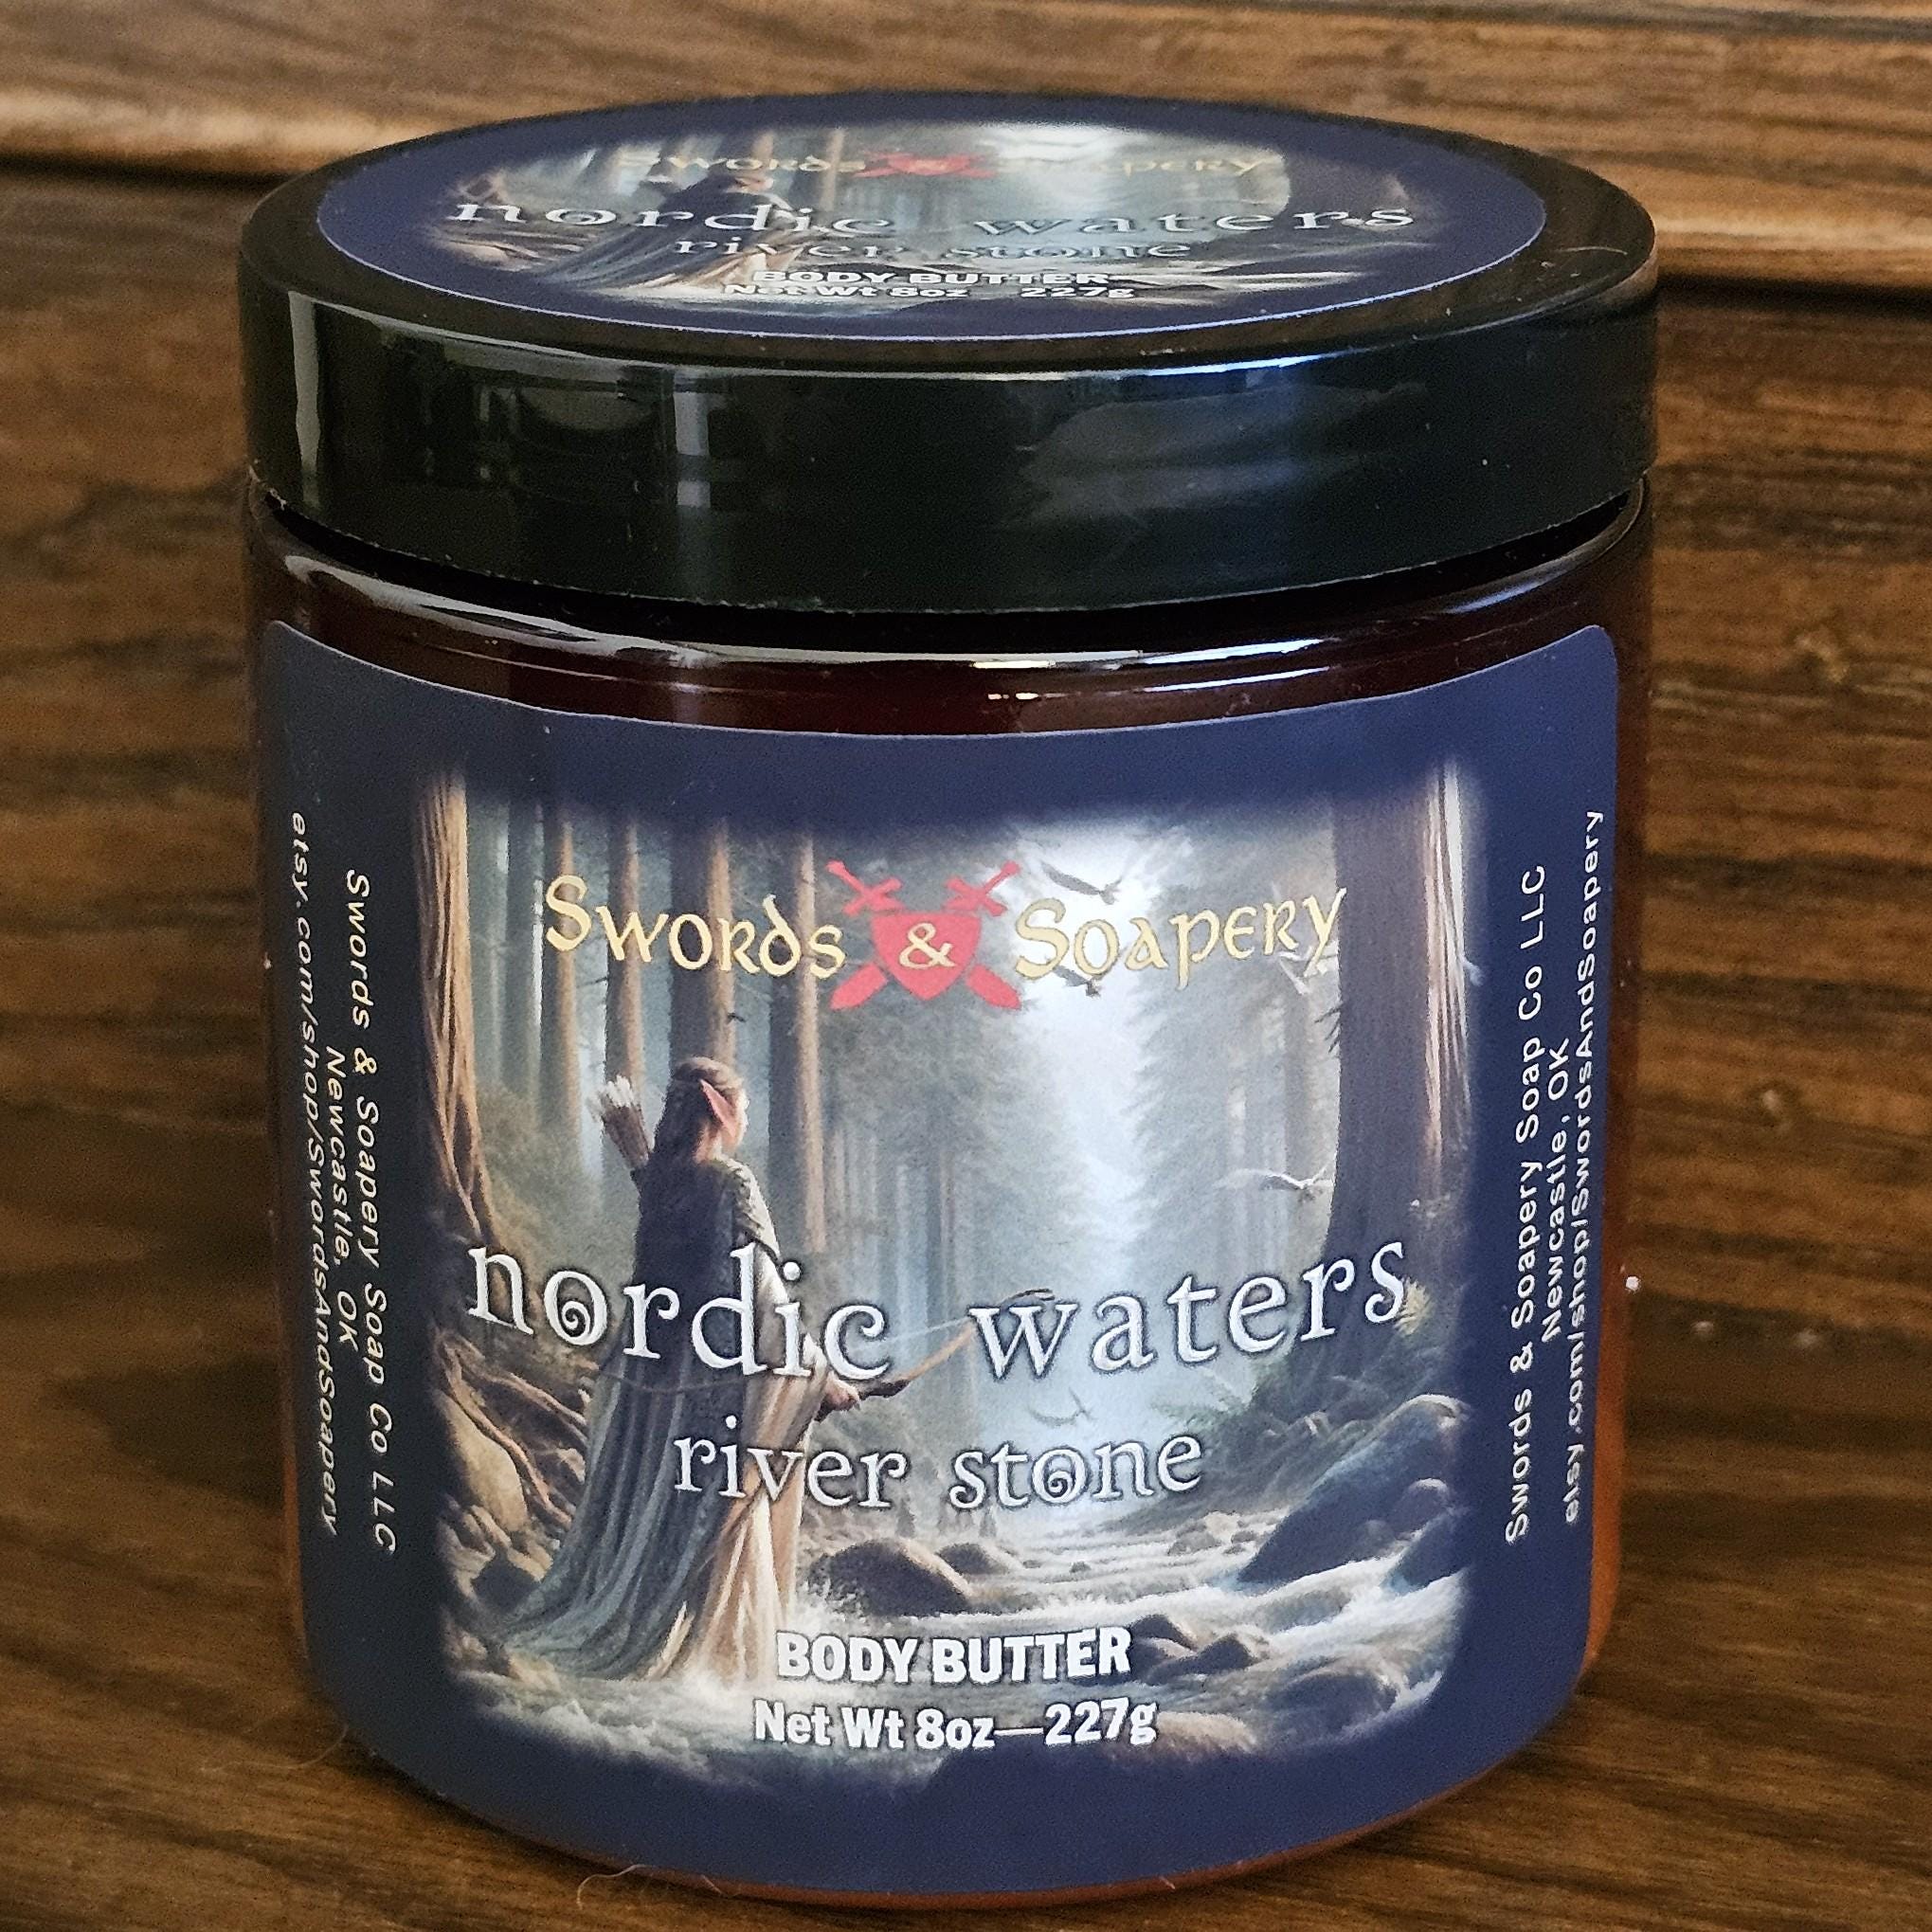 Swords & Soapery
nordic waters
river stone
BODY BUTTER
Net Wt 8oz 227g
Swords & Soapery
nordic waters
river stone
BODY BUTTER
Net Wt 8oz—227g
Swords & Soapery Soap Co LLC
Newcastle, OK
etsy.com/shop/SwordsAndSoapery
Swords & Soapery Soap Co LLC
Newcastle, OK
etsy.com/shop/SwordsAndSoapery